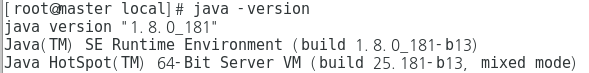 [root@master local]# java -version
java version "1.8.0_181"
Java(TM) SE Runtime Environment (build 1.8.0_181-b13)
Java HotSpot(TM) 64-Bit Server VM (build 25.181-b13, mixed mode)